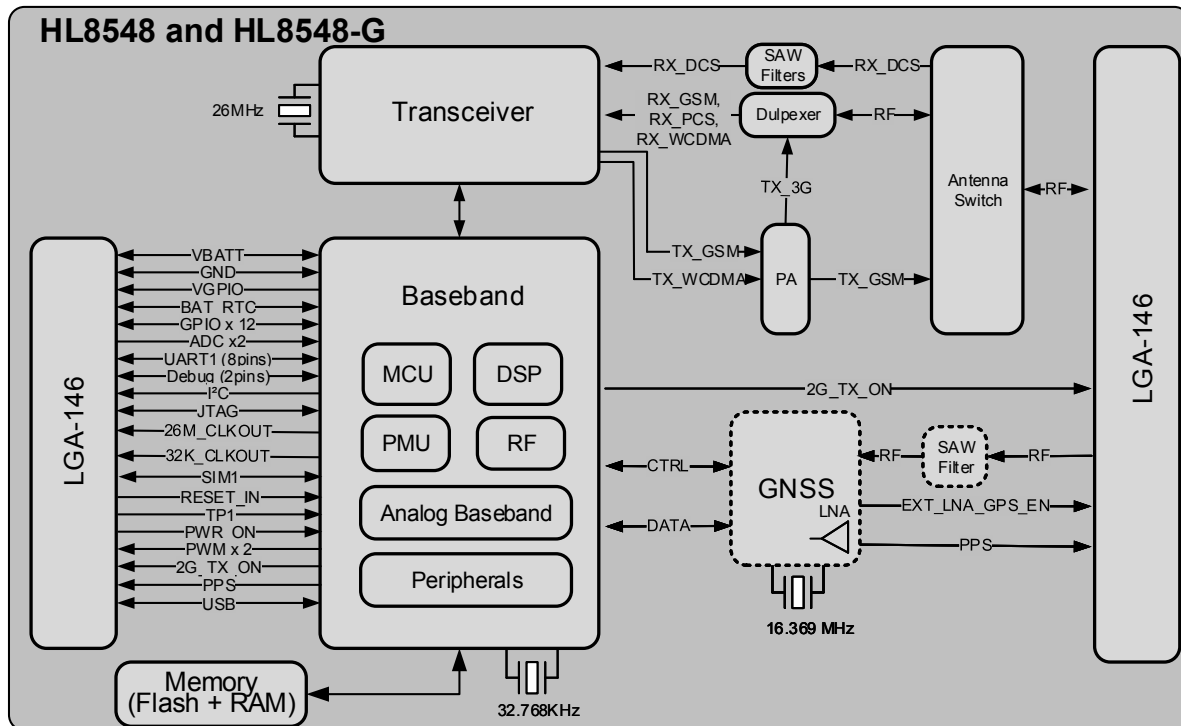 HL8548 and HL8548-G
26MHz
Transceiver
RX_DCS
SAW
Filters
RX_DCS
RX_GSM,
RX_PCS,
RX_WCDMA
Dulpexer
RF
TX_3G
Antenna
Switch
RF
TX_GSM
TX_WCDMA
PA
TX_GSM
LGA-146
VBATT
GND
VGPIO
BAT_RTC
GPIO x 12
ADC x2
UART1 (8pins)
Debug (2pins)
I²C
JTAG
26M_CLKOUT
32K_CLKOUT
SIM1
RESET_IN
TP1
PWR_ON
PWM x 2
2G_TX_ON
PPS
USB
Baseband
MCU
DSP
PMU
RF
Analog Baseband
Peripherals
2G_TX_ON
CTRL
DATA
GNSS
LNA
RF
SAW
Filter
RF
EXT_LNA_GPS_EN
PPS
16.369 MHz
LGA-146
Memory
(Flash + RAM)
32.768KHz